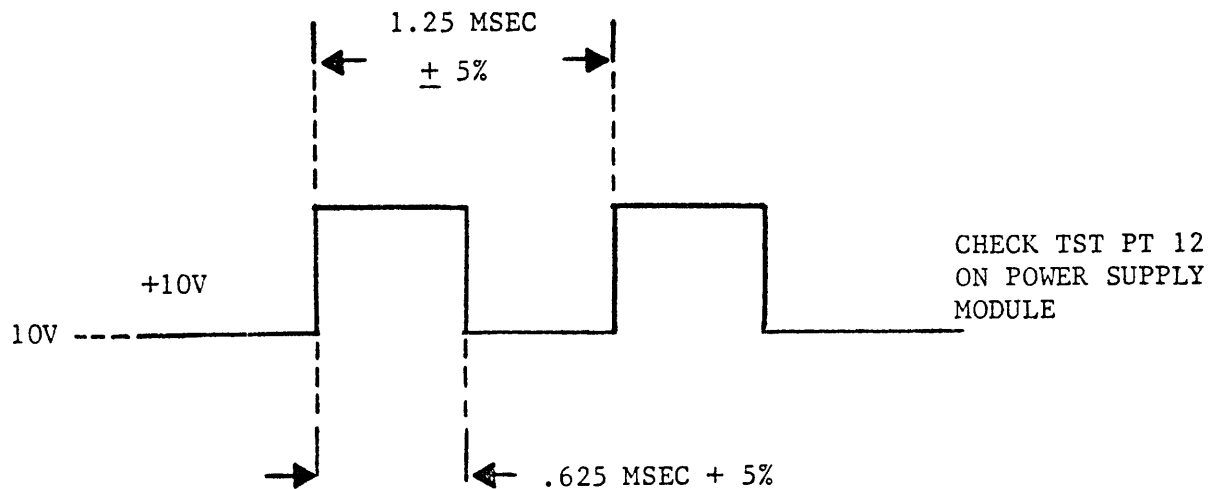 1.25 MSEC
± 5%
CHECK TST PT 12
ON POWER SUPPLY
MODULE
+10V
10V
.625 MSEC + 5%